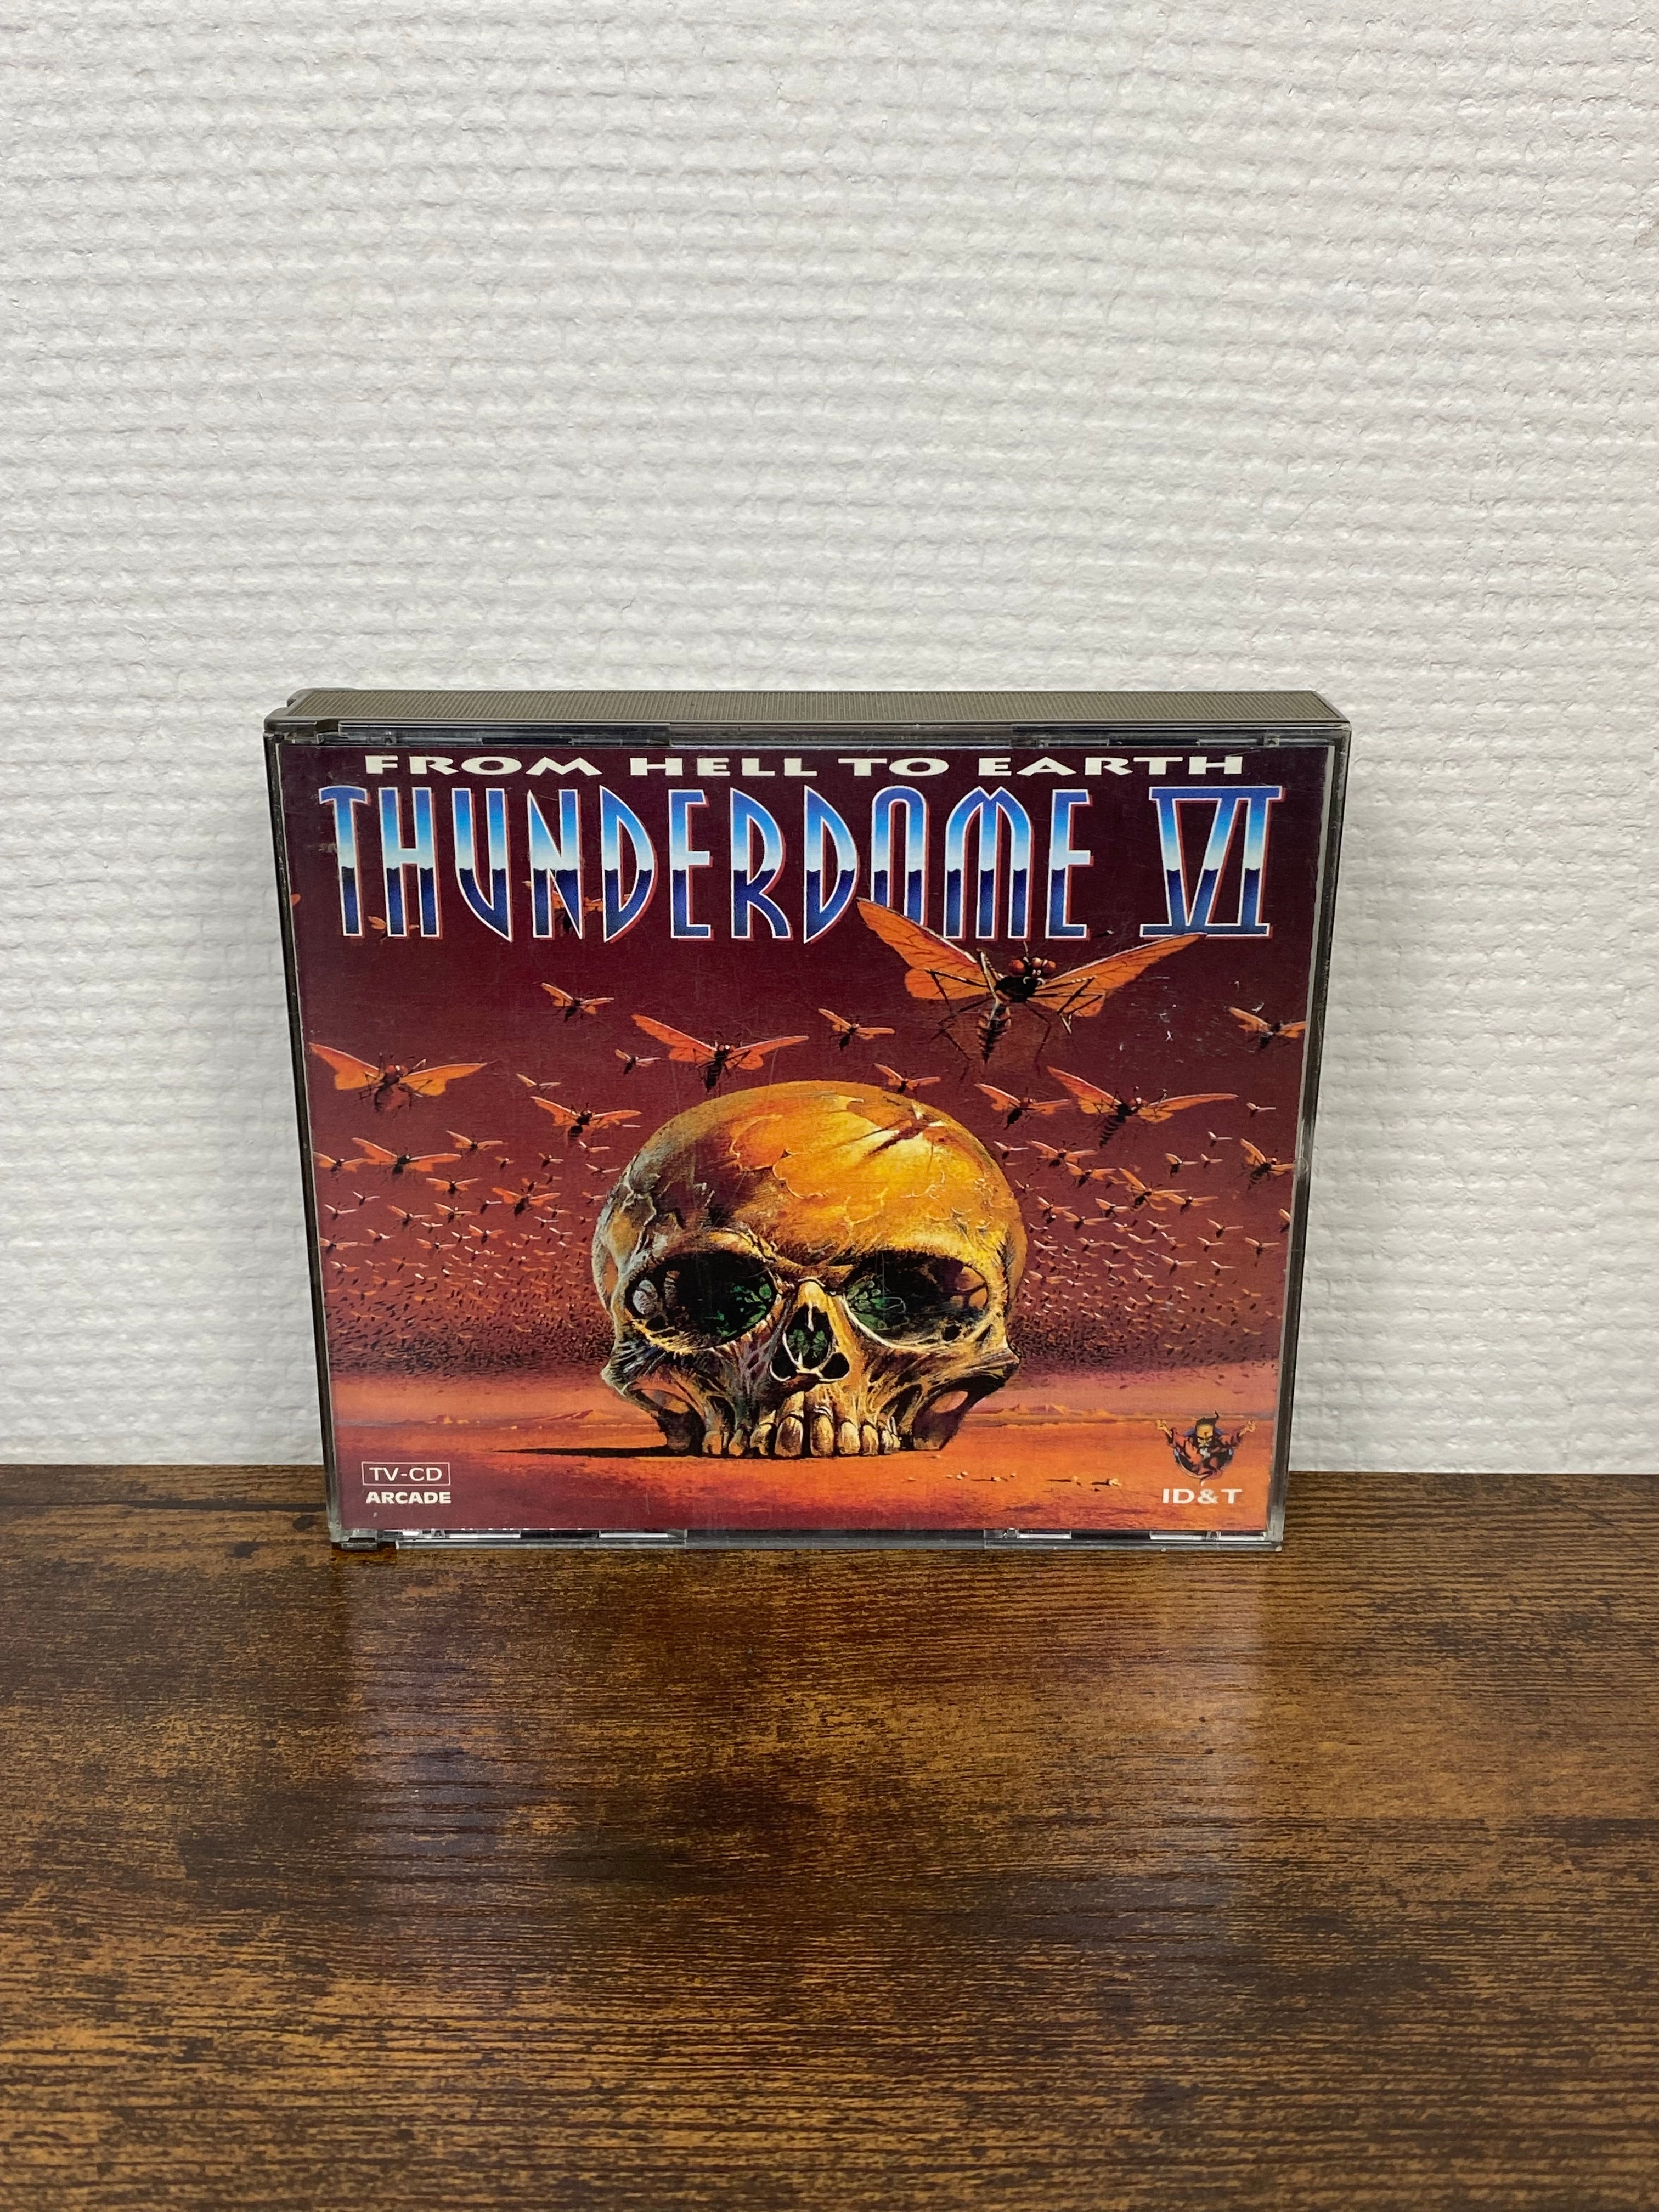 FROM HELL TO EARTH
THUNDERDOME VI
TV-CD
ARCADE
ID&T